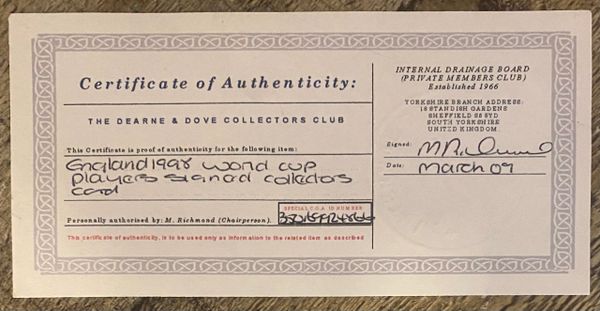 Certificate of Authenticity:
THE DEARNE & DOVE COLLECTORS CLUB
This Certificate is proof of authenticity for the following item:
England 1998 world cup
players signed collectors
card
Personally authorised by: M. Richmond (Chairperson).
SPECIAL C.O.A. ID NUMBER
This certificate of authenticity, is to be used only as information to the related item as described
INTERNAL DRAINAGE BOARD
(PRIVATE MEMBERS CLUB)
Established 1966
YORKSHIRE BRANCH ADDRESS:
18 STANDISH GARDENS
SHEFFIELD S5 8YD
SOUTH YORKSHIRE
UNITED KINGDOM
Signed:
Date: March 09